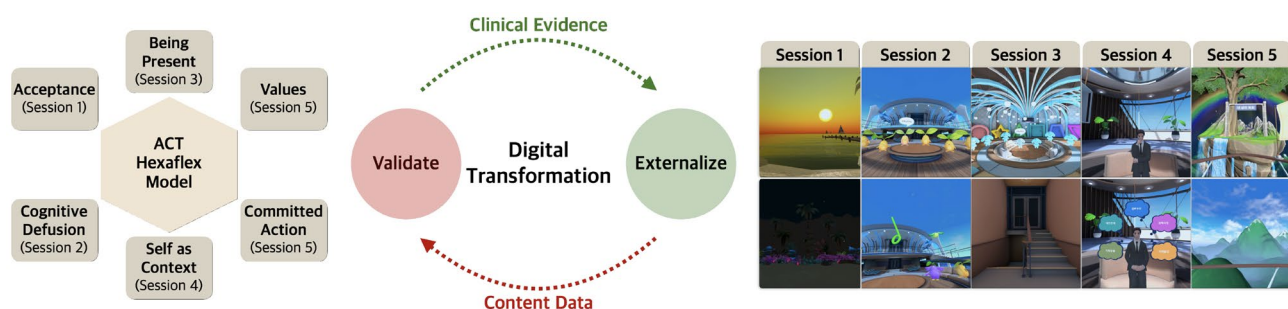 Being
Present
(Session 3)
Acceptance
(Session 1)
Values
(Session 5)
ACT
Hexaflex
Model
Cognitive
Defusion
(Session 2)
Committed
Action
(Session 5)
Self as
Context
(Session 4)
Clinical Evidence
Validate
Digital
Transformation
Externalize
Content Data
Session 1
Session 2
Session 3
Session 4
Session 5